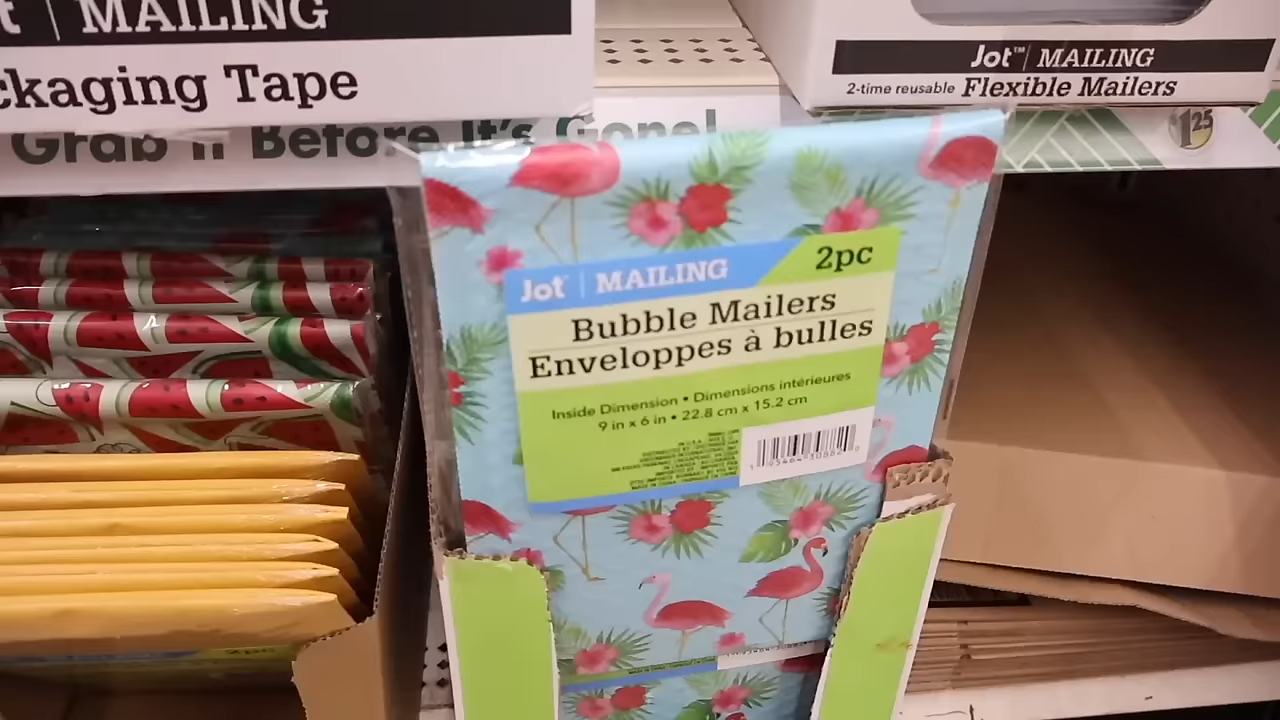 t | MAILING
ckaging Tape
Grab it Before It's Gone!
Jot™ | MAILING
2-time reusable Flexible Mailers
$1.25
Jot | MAILING
2pc
Bubble Mailers
Enveloppes à bulles
Inside Dimension • Dimensions intérieures
9 in x 6 in • 22.8 cm x 15.2 cm
2pc